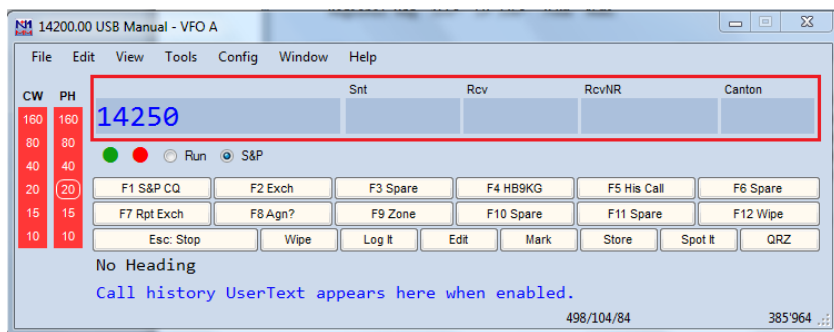 14200.00 USB Manual - VFO A
File Edit View Tools Config Window Help
CW PH Snt Rcv RcvNR Canton
160 160 14250
80 80
Run S&P
40 40
20 20 F1 S&P CQ F2 Exch F3 Spare F4 HB9KG F5 His Call F6 Spare
15 15 F7 Rpt Exch F8 Agn? F9 Zone F10 Spare F11 Spare F12 Wipe
10 10 Esc: Stop Wipe Log It Edit Mark Store Spot It QRZ
No Heading
Call history UserText appears here when enabled.
498/104/84 385'964